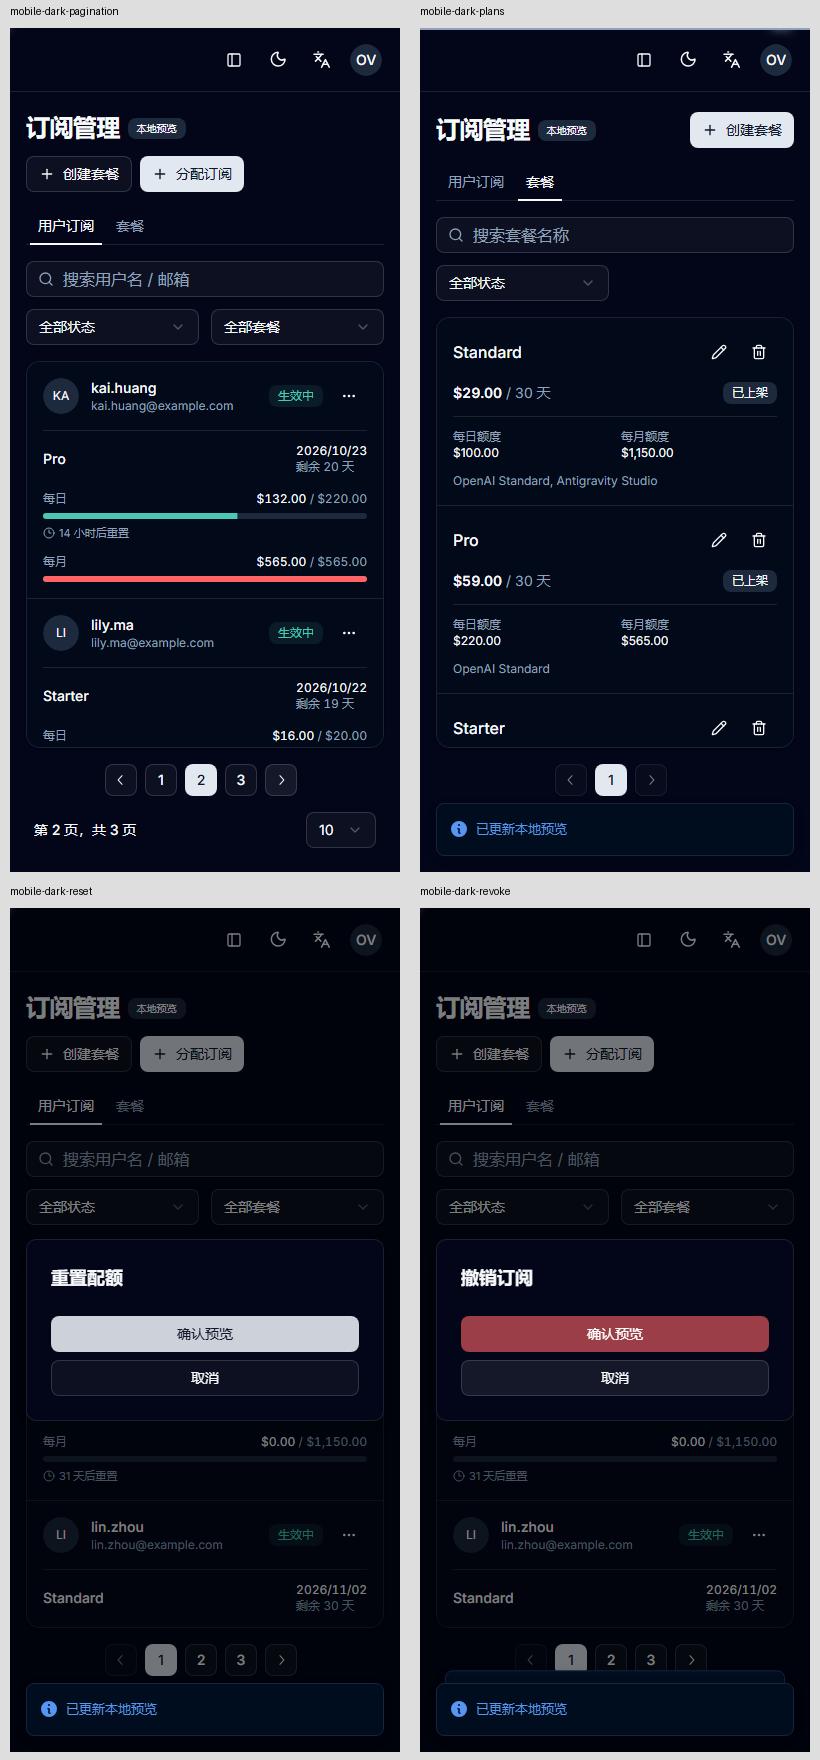 mobile-dark-pagination
OV
订阅管理 本地预览
创建套餐 分配订阅
用户订阅 套餐
搜索用户名 / 邮箱
全部状态 全部套餐
KA kai.huang 生效中
kai.huang@example.com
Pro 2026/10/23
剩余 20 天
每日 $132.00 / $220.00
14 小时后重置
每月 $565.00 / $565.00
LI lily.ma 生效中
lily.ma@example.com
Starter 2026/10/22
剩余 19 天
每日 $16.00 / $20.00
1 2 3
第 2 页，共 3 页 10
mobile-dark-plans
OV
订阅管理 本地预览 创建套餐
用户订阅 套餐
搜索套餐名称
全部状态
Standard
$29.00 / 30 天 已上架
每日额度 每月额度
$100.00 $1,150.00
OpenAI Standard, Antigravity Studio
Pro
$59.00 / 30 天 已上架
每日额度 每月额度
$220.00 $565.00
OpenAI Standard
Starter
1
已更新本地预览
mobile-dark-reset
OV
订阅管理 本地预览
创建套餐 分配订阅
用户订阅 套餐
搜索用户名 / 邮箱
全部状态 全部套餐
重置配额
确认预览
取消
每月 $0.00 / $1,150.00
31 天后重置
LI lin.zhou 生效中
lin.zhou@example.com
Standard 2026/11/02
剩余 30 天
1 2 3
已更新本地预览
mobile-dark-revoke
OV
订阅管理 本地预览
创建套餐 分配订阅
用户订阅 套餐
搜索用户名 / 邮箱
全部状态 全部套餐
撤销订阅
确认预览
取消
每月 $0.00 / $1,150.00
31 天后重置
LI lin.zhou 生效中
lin.zhou@example.com
Standard 2026/11/02
剩余 30 天
1 2 3
已更新本地预览